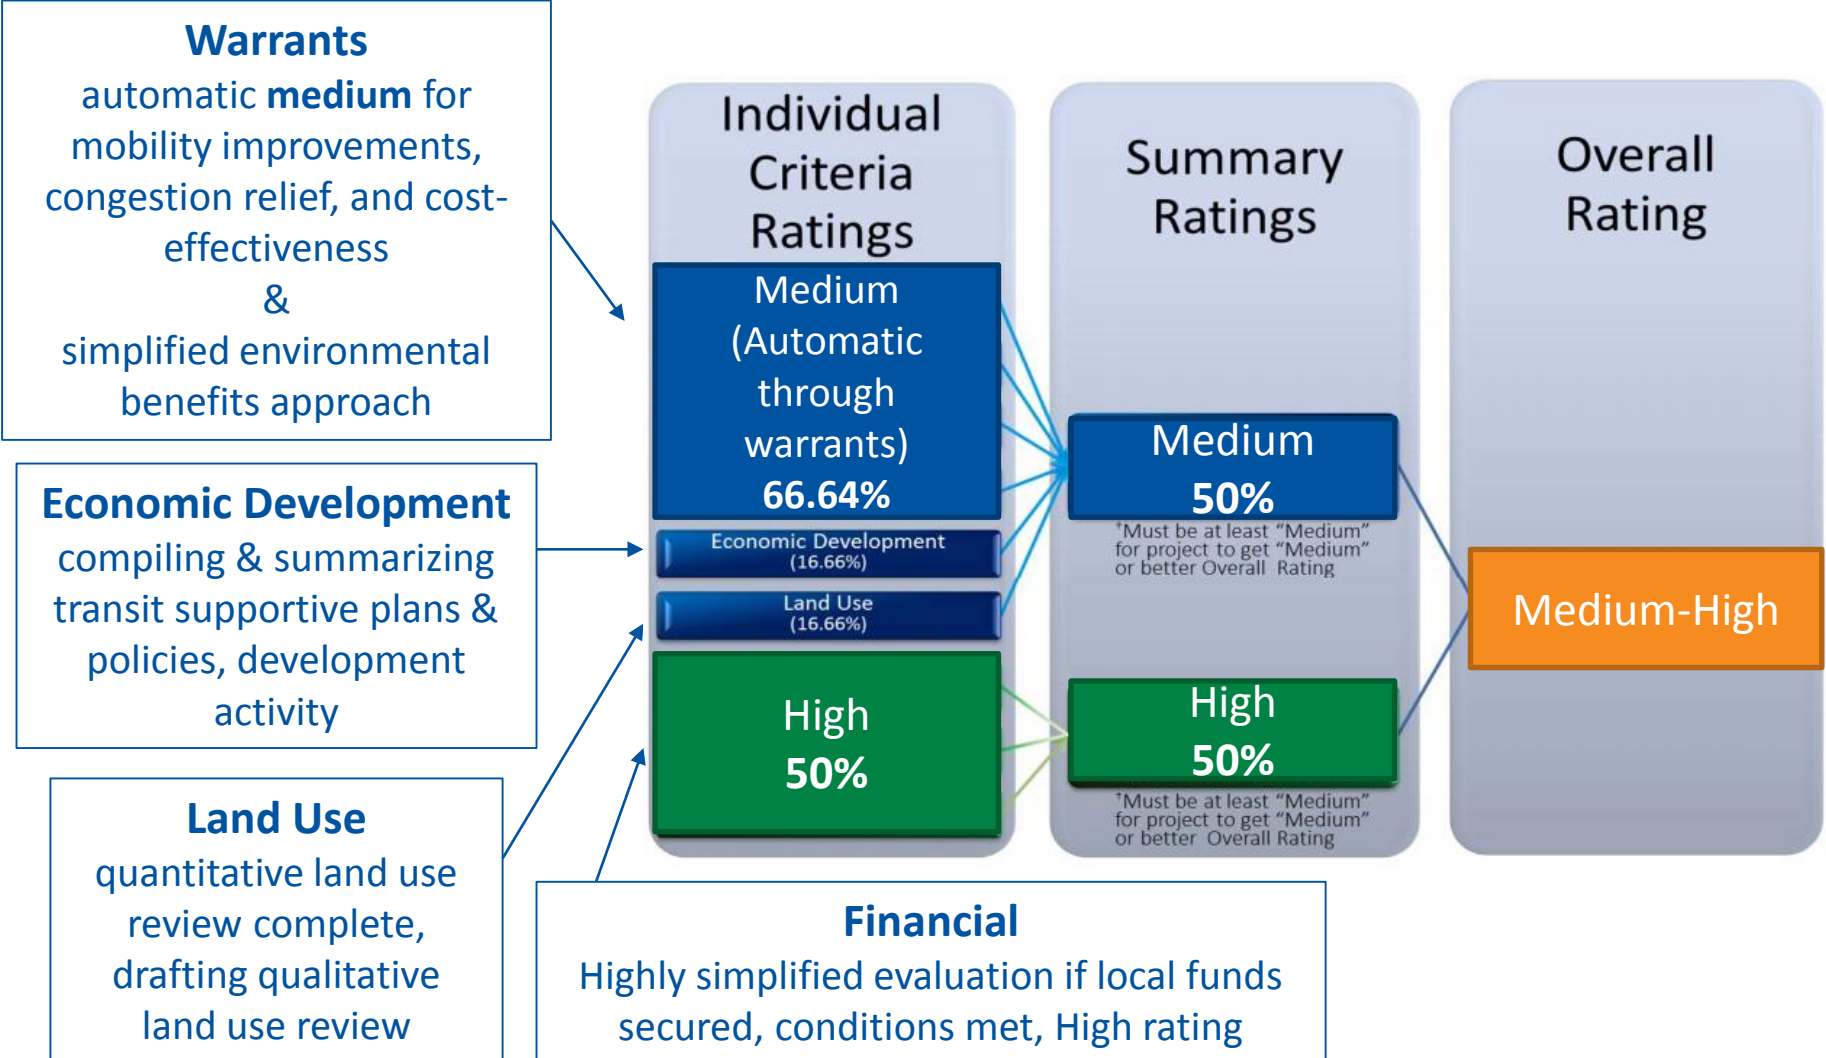 Warrants
automatic medium for
mobility improvements,
congestion relief, and cost-
effectiveness
&
simplified environmental
benefits approach
Economic Development
compiling & summarizing
transit supportive plans &
policies, development
activity
Land Use
quantitative land use
review complete,
drafting qualitative
land use review
Financial
Highly simplified evaluation if local funds
secured, conditions met, High rating
Individual
Criteria
Ratings
Medium
(Automatic
through
warrants)
66.64%
Economic Development
(16.66%)
Land Use
(16.66%)
High
50%
Summary
Ratings
Medium
50%
†Must be at least “Medium”
for project to get “Medium”
or better Overall Rating
High
50%
†Must be at least “Medium”
for project to get “Medium”
or better Overall Rating
Overall
Rating
Medium-High